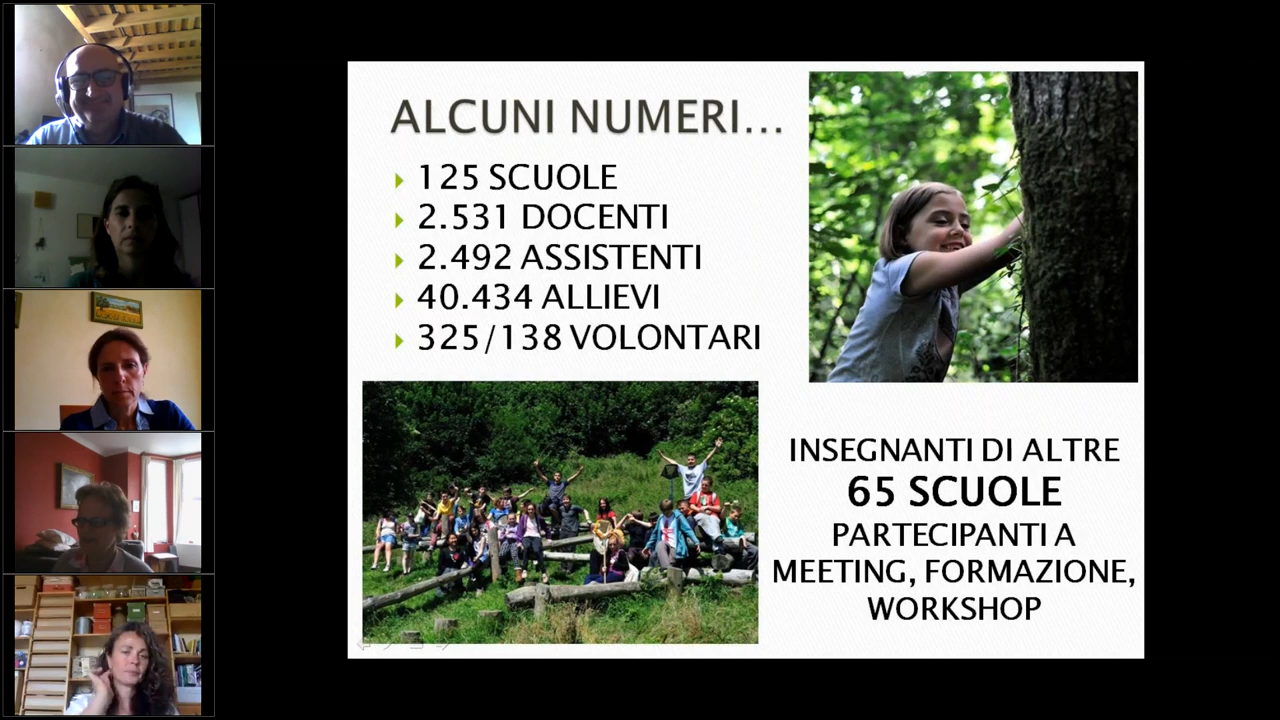 ALCUNI NUMERI...
125 SCUOLE
2.531 DOCENTI
2.492 ASSISTENTI
40.434 ALLIEVI
325/138 VOLONTARI
INSEGNANTI DI ALTRE
65 SCUOLE
PARTECIPANTI A
MEETING, FORMAZIONE,
WORKSHOP